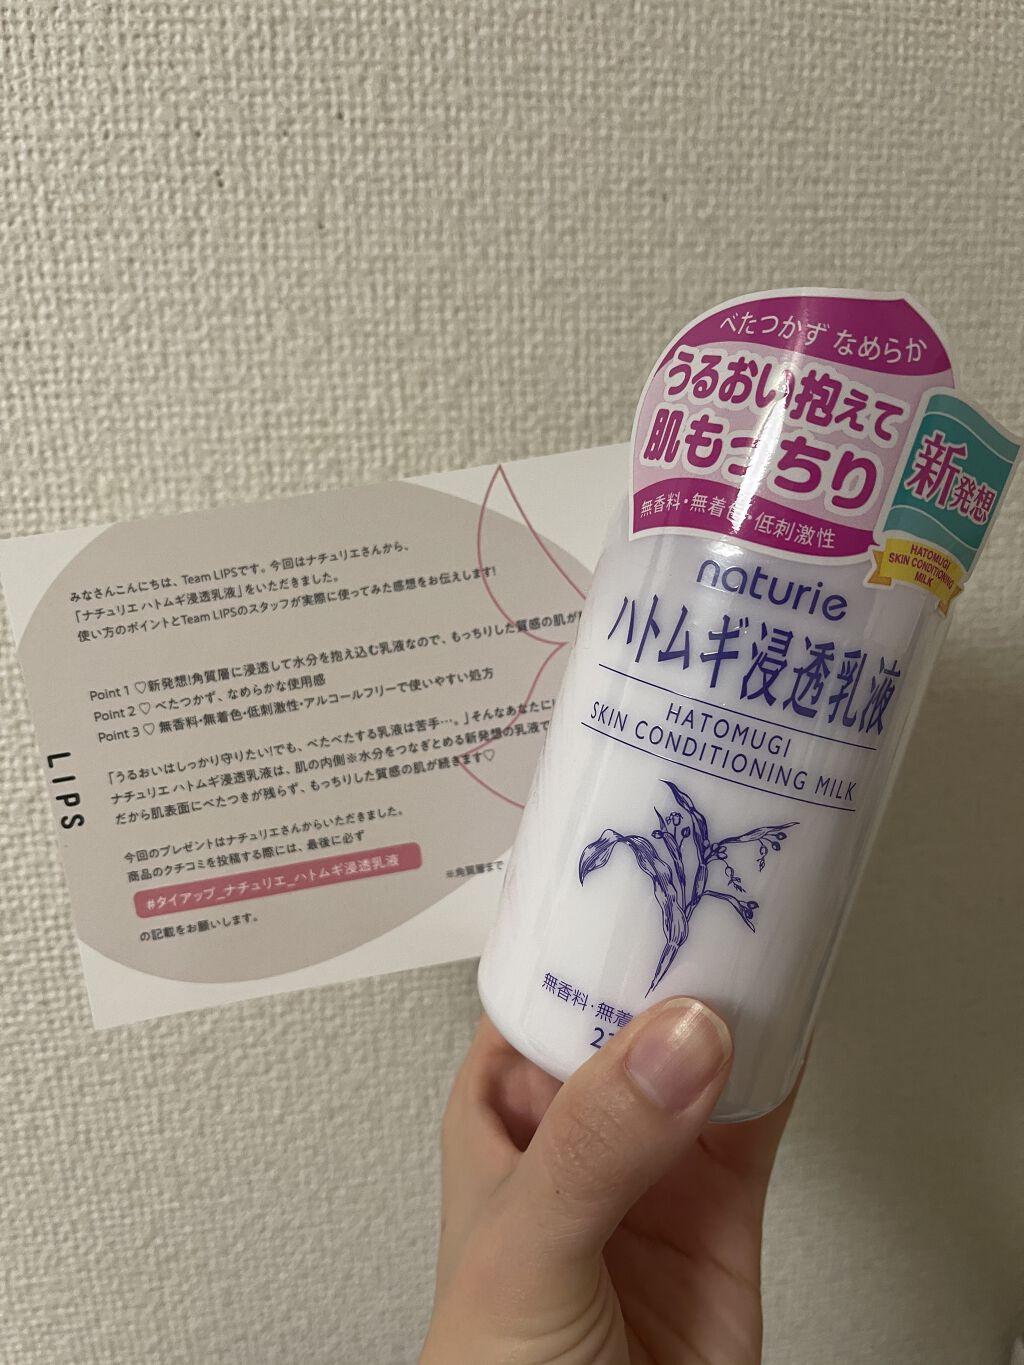 みなさんこんにちは、Team LIPSです。今回はナチュリエさんから、
「ナチュリエ ハトムギ浸透乳液」をいただきました。
使い方のポイントとTeam LIPSのスタッフが実際に使ってみた感想をお伝えします!
Point 1 ♡新発想!角質層に浸透して水分を抱え込む乳液なので、もっちりした質感の肌が
Point 2 ♡ べたつかず、なめらかな使用感
Point 3 ♡ 無香料・無着色・低刺激性・アルコールフリーで使いやすい処方
「うるおいはしっかり守りたい!でも、べたべたする乳液は苦手…。」そんなあなたに
ナチュリエ ハトムギ浸透乳液は、肌の内側※水分をつなぎとめる新発想の乳液で
だから肌表面にべたつきが残らず、もっちりした質感の肌が続きます♡
今回のプレゼントはナチュリエさんからいただきました。
商品のクチコミを投稿する際には、最後に必ず
#タイアップ_ナチュリエ_ハトムギ浸透乳液
の記載をお願いします。
※角質層まで
LIPS
べたつかず なめらか
うるおい抱えて
肌もっちり
無香料・無着色・低刺激性
新発想
HATOMUGI
SKIN CONDITIONING
MILK
naturie
ハトムギ浸透乳液
HATOMUGI
SKIN CONDITIONING MILK
無香料・無着